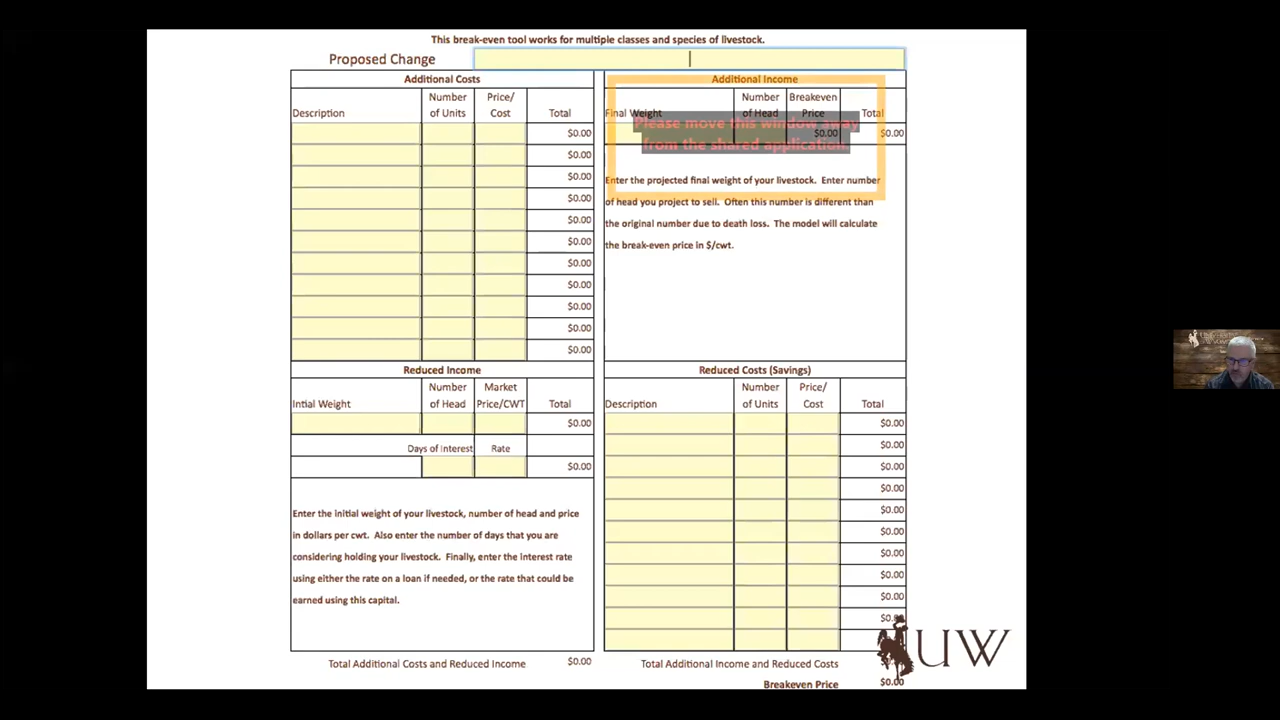 This break-even tool works for multiple classes and species of livestock.
Proposed Change
Additional Costs
Description
Number of Units
Price/ Cost
Total
$0.00
$0.00
$0.00
$0.00
$0.00
$0.00
$0.00
$0.00
$0.00
$0.00
$0.00
Additional Income
Final Weight
Number of Head
Breakeven Price
Total
$0.00
$0.00
Please move this window away
from the shared application.
Enter the projected final weight of your livestock. Enter number
of head you project to sell. Often this number is different than
the original number due to death loss. The model will calculate
the break-even price in $/cwt.
Reduced Income
Intial Weight
Number of Head
Market Price/CWT
Total
$0.00
Days of Interest
Rate
$0.00
Enter the initial weight of your livestock, number of head and price
in dollars per cwt. Also enter the number of days that you are
considering holding your livestock. Finally, enter the interest rate
using either the rate on a loan if needed, or the rate that could be
earned using this capital.
Reduced Costs (Savings)
Description
Number of Units
Price/ Cost
Total
$0.00
$0.00
$0.00
$0.00
$0.00
$0.00
$0.00
$0.00
$0.00
UW
Total Additional Costs and Reduced Income
$0.00
Total Additional Income and Reduced Costs
Breakeven Price
$0.00